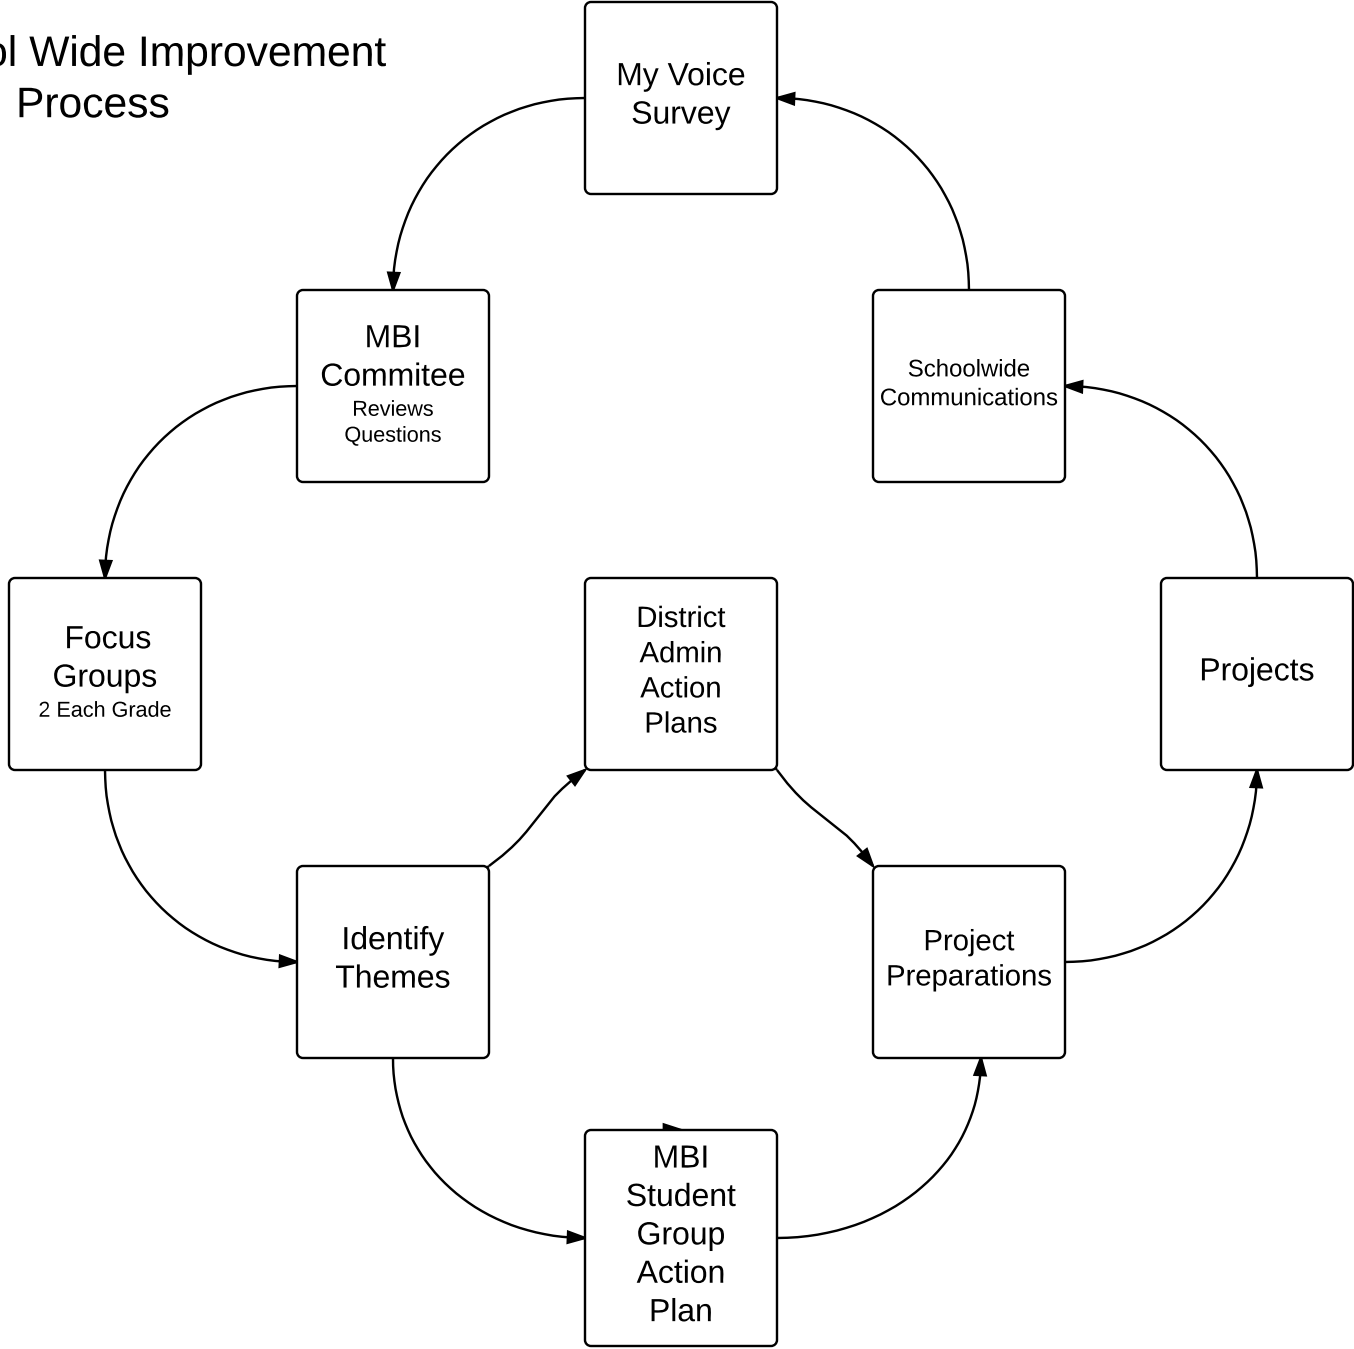 ol Wide Improvement
Process
My Voice
Survey
MBI
Commitee
Reviews
Questions
Schoolwide
Communications
Focus
Groups
2 Each Grade
District
Admin
Action
Plans
Projects
Identify
Themes
Project
Preparations
MBI
Student
Group
Action
Plan